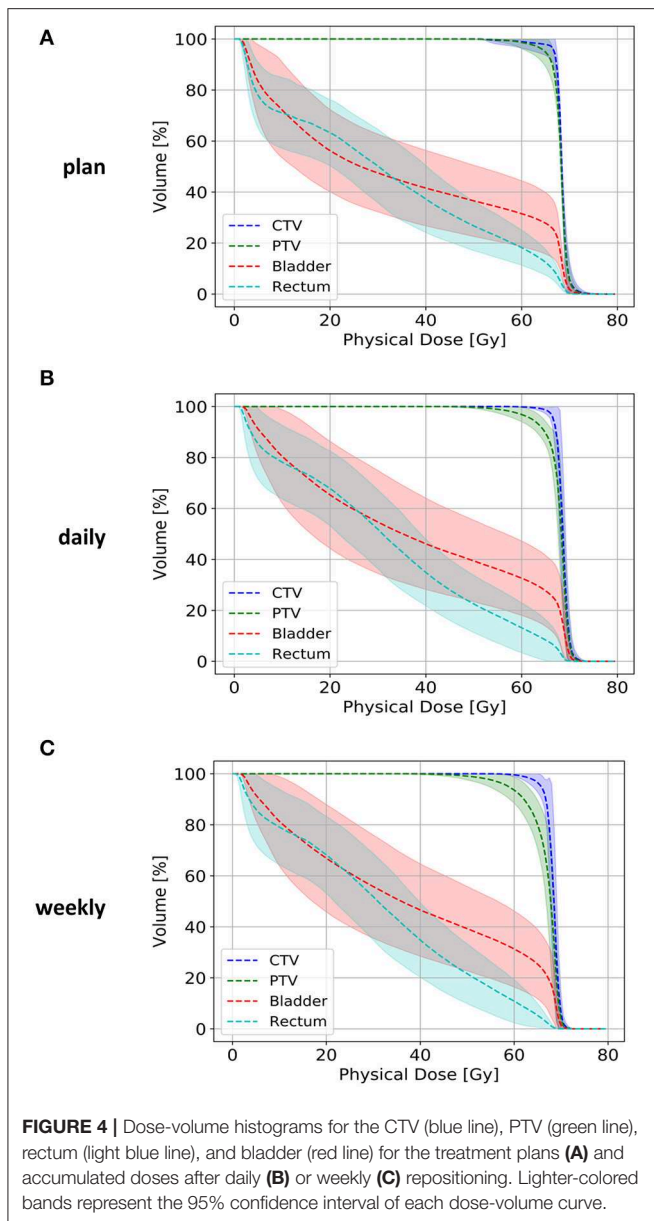 A
plan
Volume [%]
100
80
60
40
20
0
CTV
PTV
Bladder
Rectum
0 20 40 60 80
Physical Dose [Gy]
B
daily
Volume [%]
100
80
60
40
20
0
CTV
PTV
Bladder
Rectum
0 20 40 60 80
Physical Dose [Gy]
C
weekly
Volume [%]
100
80
60
40
20
0
CTV
PTV
Bladder
Rectum
0 20 40 60 80
Physical Dose [Gy]
FIGURE 4 | Dose-volume histograms for the CTV (blue line), PTV (green line),
rectum (light blue line), and bladder (red line) for the treatment plans (A) and
accumulated doses after daily (B) or weekly (C) repositioning. Lighter-colored
bands represent the 95% confidence interval of each dose-volume curve.